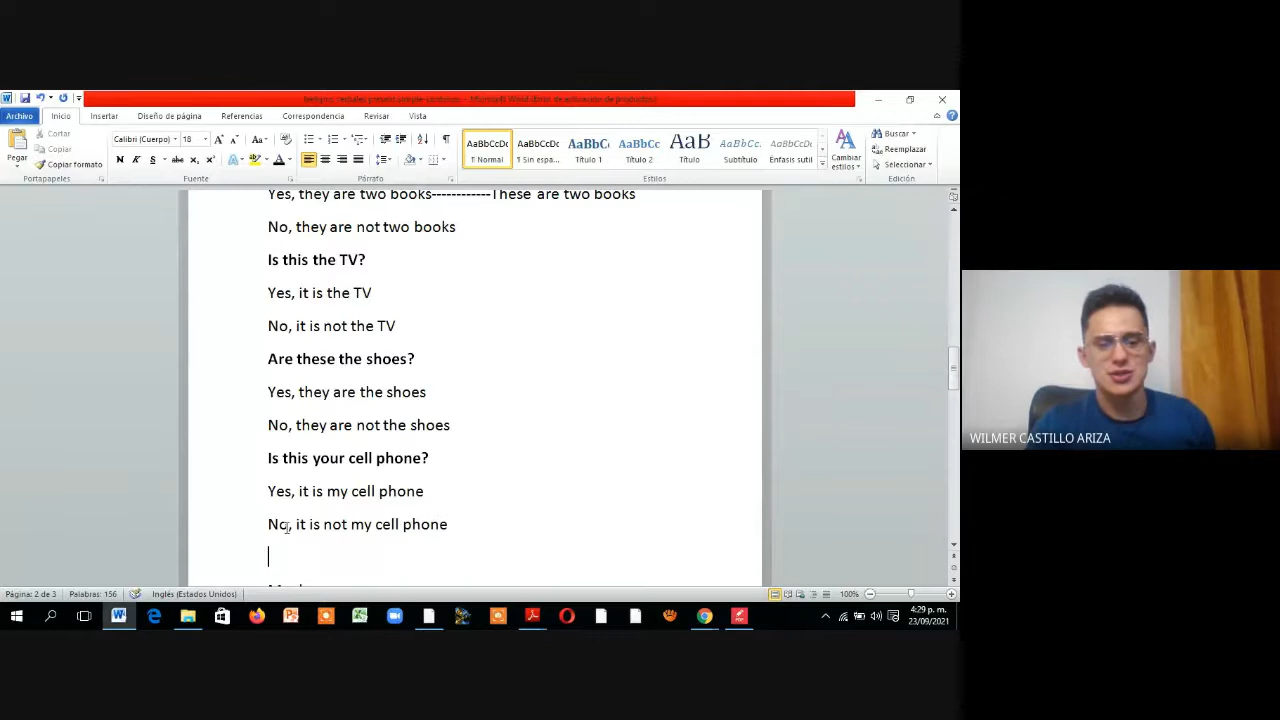 Archivo Inicio Insertar Diseño de página Referencias Correspondencia Revisar Vista
Cortar
Copiar
Pegar
Copiar formato
Portapapeles
Calibri (Cuerpo) 18
Fuente
Párrafo
AaBbCcDc AaBbCcDc AaBbC AaBbCc AaB AaBbCc. AaBbCcDc
¶ Normal ¶ Sin espa... Título 1 Título 2 Título Subtítulo Énfasis sutil
Cambiar estilos
Estilos
Buscar
Reemplazar
Seleccionar
Edición
Yes, they are two books------------These are two books
No, they are not two books
Is this the TV?
Yes, it is the TV
No, it is not the TV
Are these the shoes?
Yes, they are the shoes
No, they are not the shoes
Is this your cell phone?
Yes, it is my cell phone
No, it is not my cell phone
WILMER CASTILLO ARIZA
Página: 2 de 3 Palabras: 156 Inglés (Estados Unidos) 100%
4:29 p. m.
23/09/2021